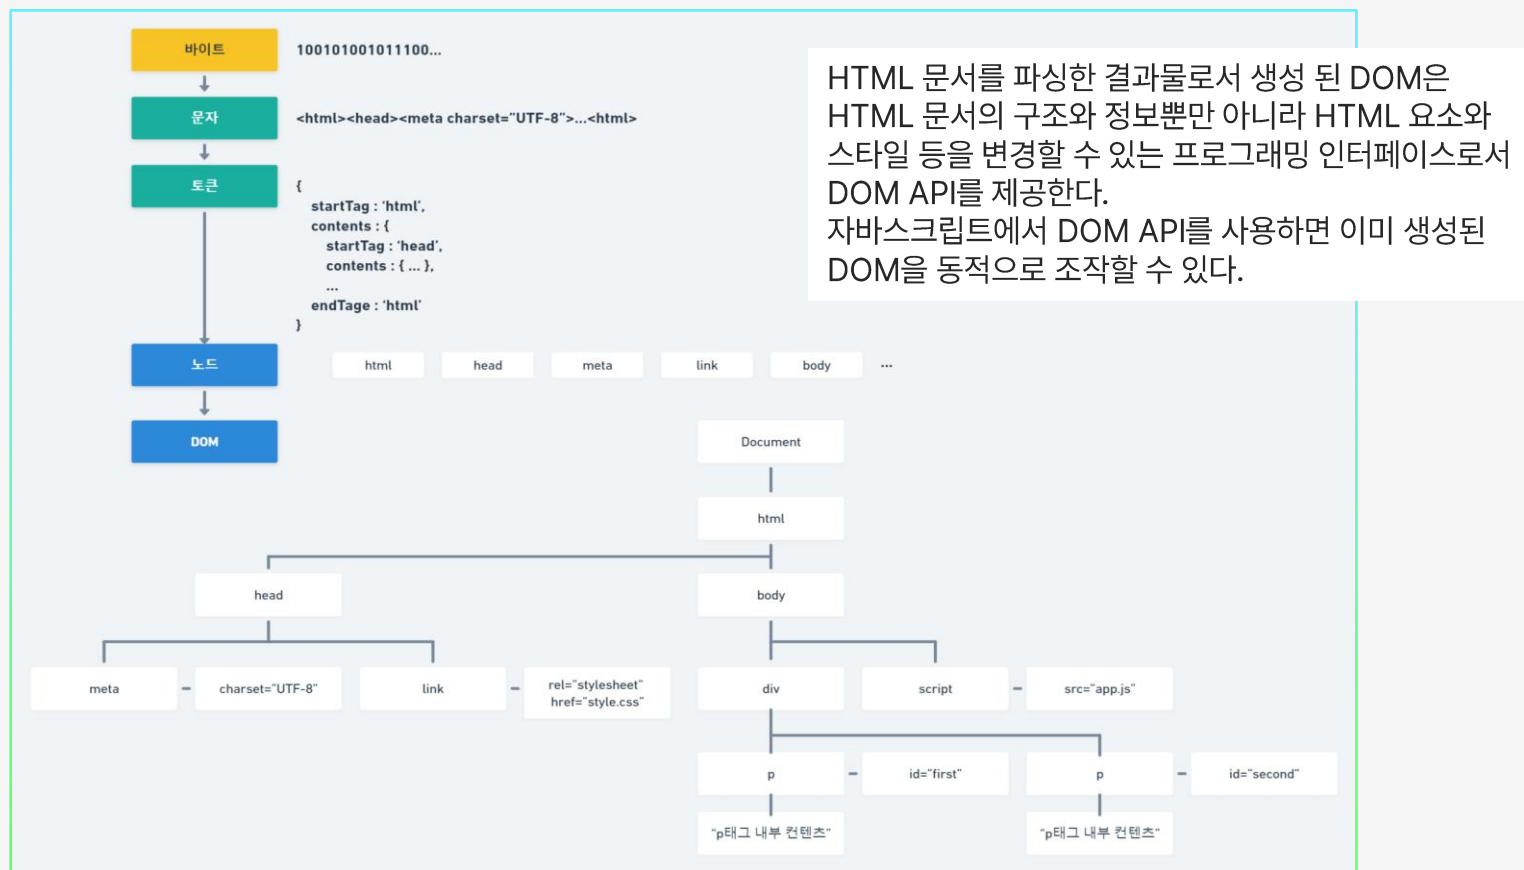 바이트
100101001011100...
HTML 문서를 파싱한 결과물로서 생성 된 DOM은
HTML 문서의 구조와 정보뿐만 아니라 HTML 요소와
스타일 등을 변경할 수 있는 프로그래밍 인터페이스로서
DOM API를 제공한다.
자바스크립트에서 DOM API를 사용하면 이미 생성된
DOM을 동적으로 조작할 수 있다.
문자
<html><head><meta charset="UTF-8">...<html>
토큰
{
startTag : 'html',
contents : {
startTag : 'head',
contents : { ... },
...
endTage : 'html'
}
노드
html head meta link body ...
DOM
Document
html
head body
meta charset="UTF-8" link rel="stylesheet"
href="style.css"
div script src="app.js"
p id="first" p id="second"
"p태그 내부 컨텐츠" "p태그 내부 컨텐츠"